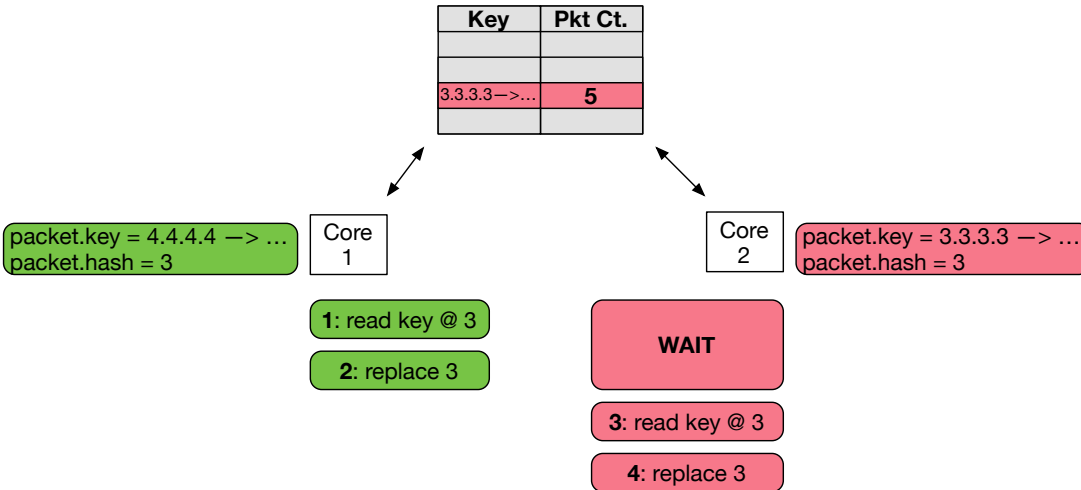 Key Pkt Ct.
3.3.3.3—>... 5
packet.key = 4.4.4.4 —> ...
packet.hash = 3
Core
1
Core
2
packet.key = 3.3.3.3 —> ...
packet.hash = 3
1: read key @ 3
2: replace 3
WAIT
3: read key @ 3
4: replace 3